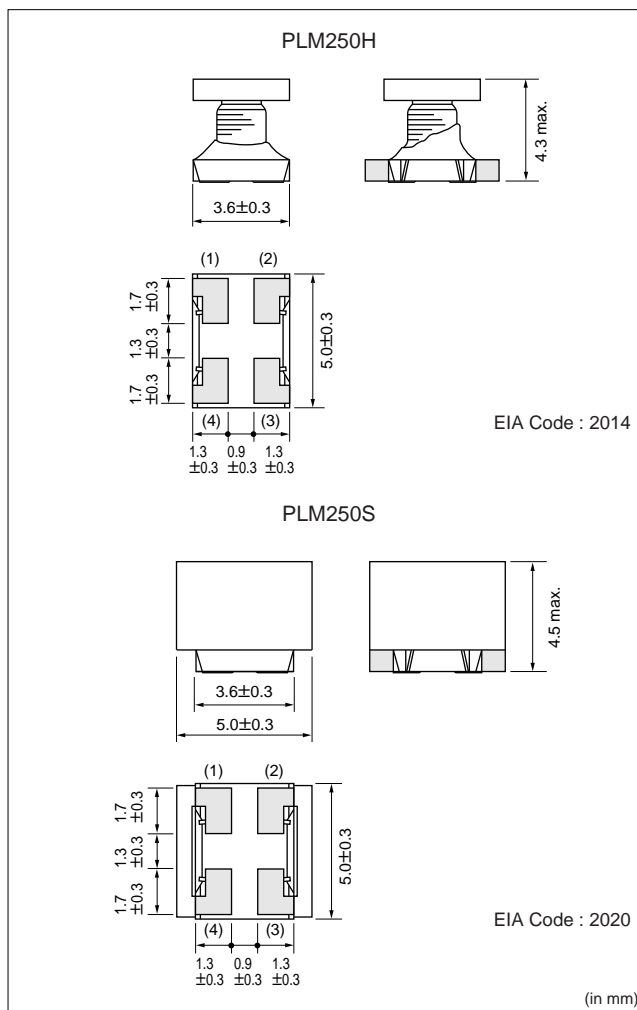 PLM250H
4.3 max.
3.6±0.3
(1) (2)
1.7
±0.3
1.3
±0.3
1.7
±0.3
5.0±0.3
(4) (3)
1.3 0.9 1.3
±0.3 ±0.3 ±0.3
EIA Code : 2014
PLM250S
4.5 max.
3.6±0.3
5.0±0.3
(1) (2)
1.7
±0.3
1.3
±0.3
1.7
±0.3
5.0±0.3
(4) (3)
1.3 0.9 1.3
±0.3 ±0.3 ±0.3
EIA Code : 2020
(in mm)